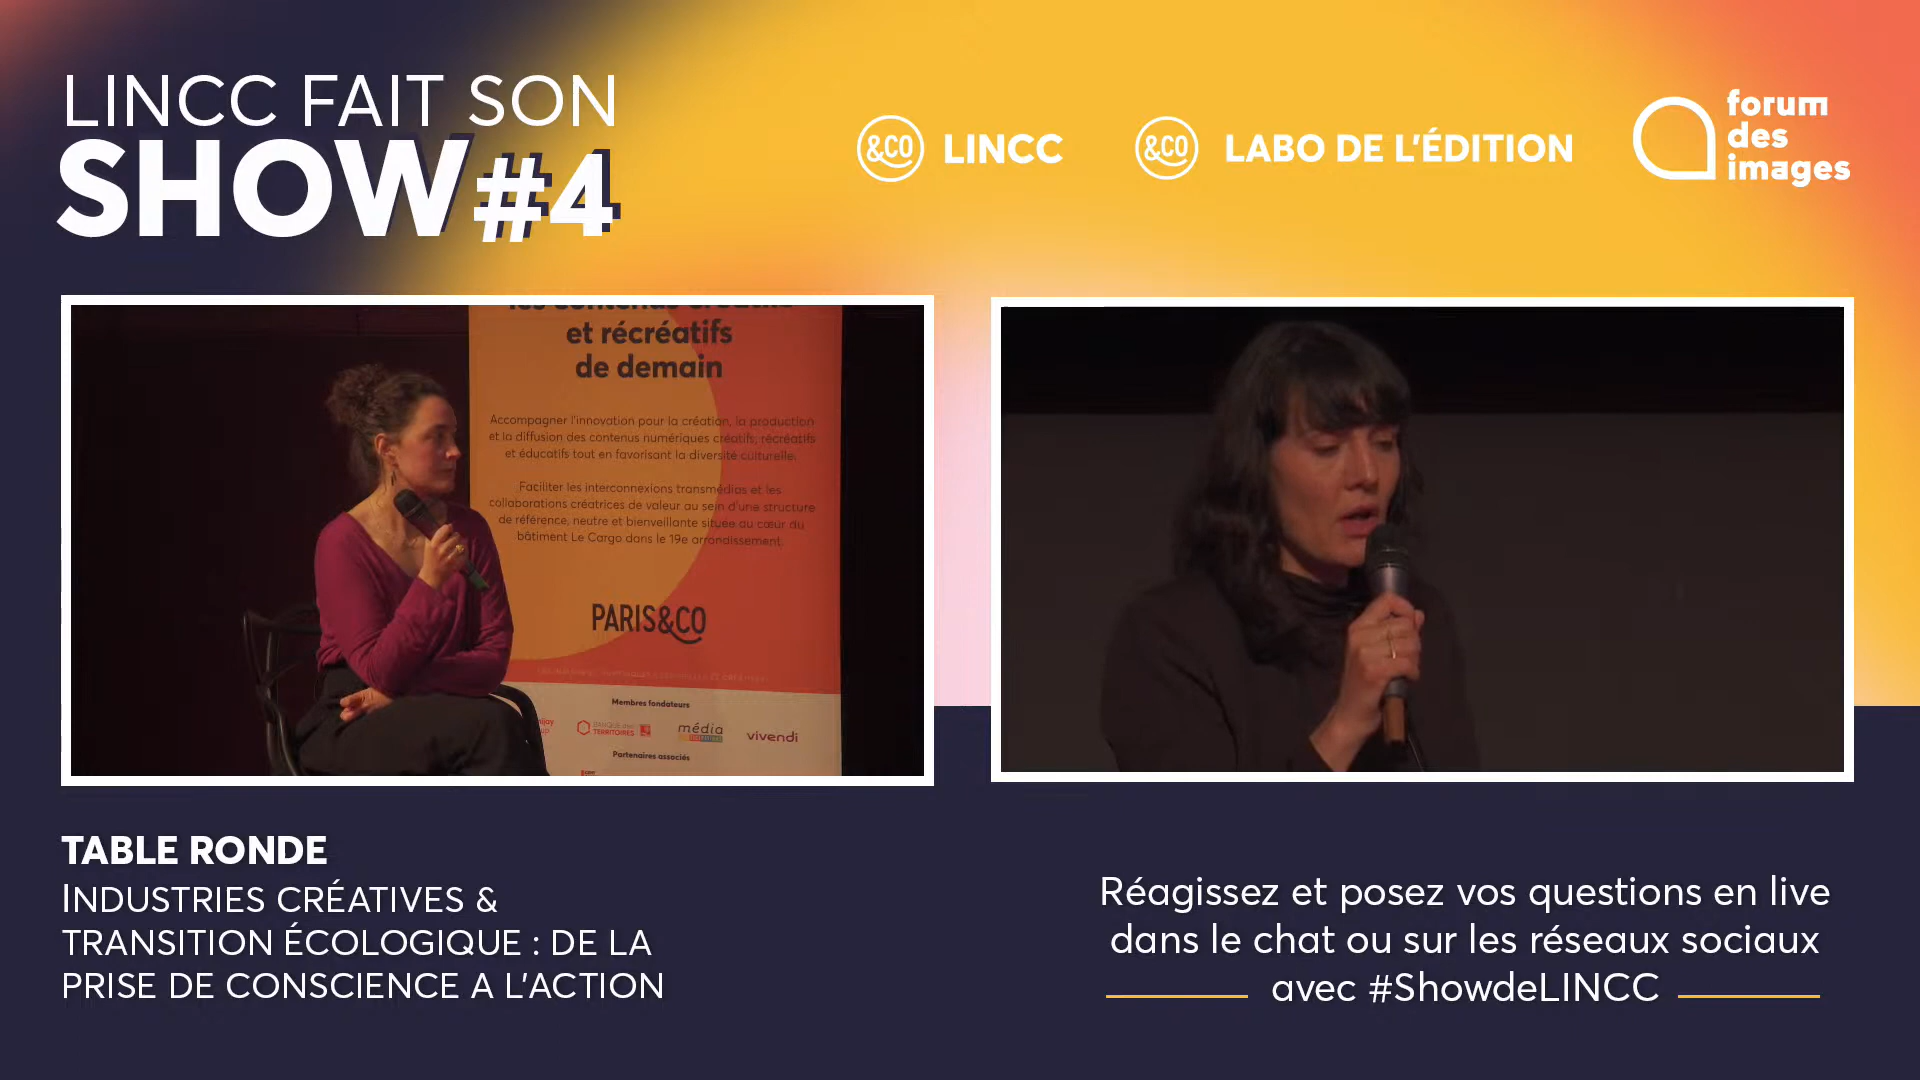 LINCC FAIT SON
SHOW #4
&CO LINCC
&CO LABO DE L'ÉDITION
forum
des
images
et récréatifs
de demain
Accompagner l'innovation pour la création, la production
et la diffusion des contenus numériques créatifs, récréatifs
et éducatifs tout en favorisant la diversité culturelle.
Faciliter les interconnexions transmédias et les
collaborations créatrices de valeur au sein d'une structure
de référence, neutre et bienveillante située au cœur du
bâtiment Le Cargo dans le 19e arrondissement.
PARIS&CO
Membres fondateurs
BANQUE des
TERRITOIRES
média
vivendi
Partenaires associés
TABLE RONDE
INDUSTRIES CRÉATIVES &
TRANSITION ÉCOLOGIQUE : DE LA
PRISE DE CONSCIENCE A L'ACTION
Réagissez et posez vos questions en live
dans le chat ou sur les réseaux sociaux
avec #ShowdeLINCC